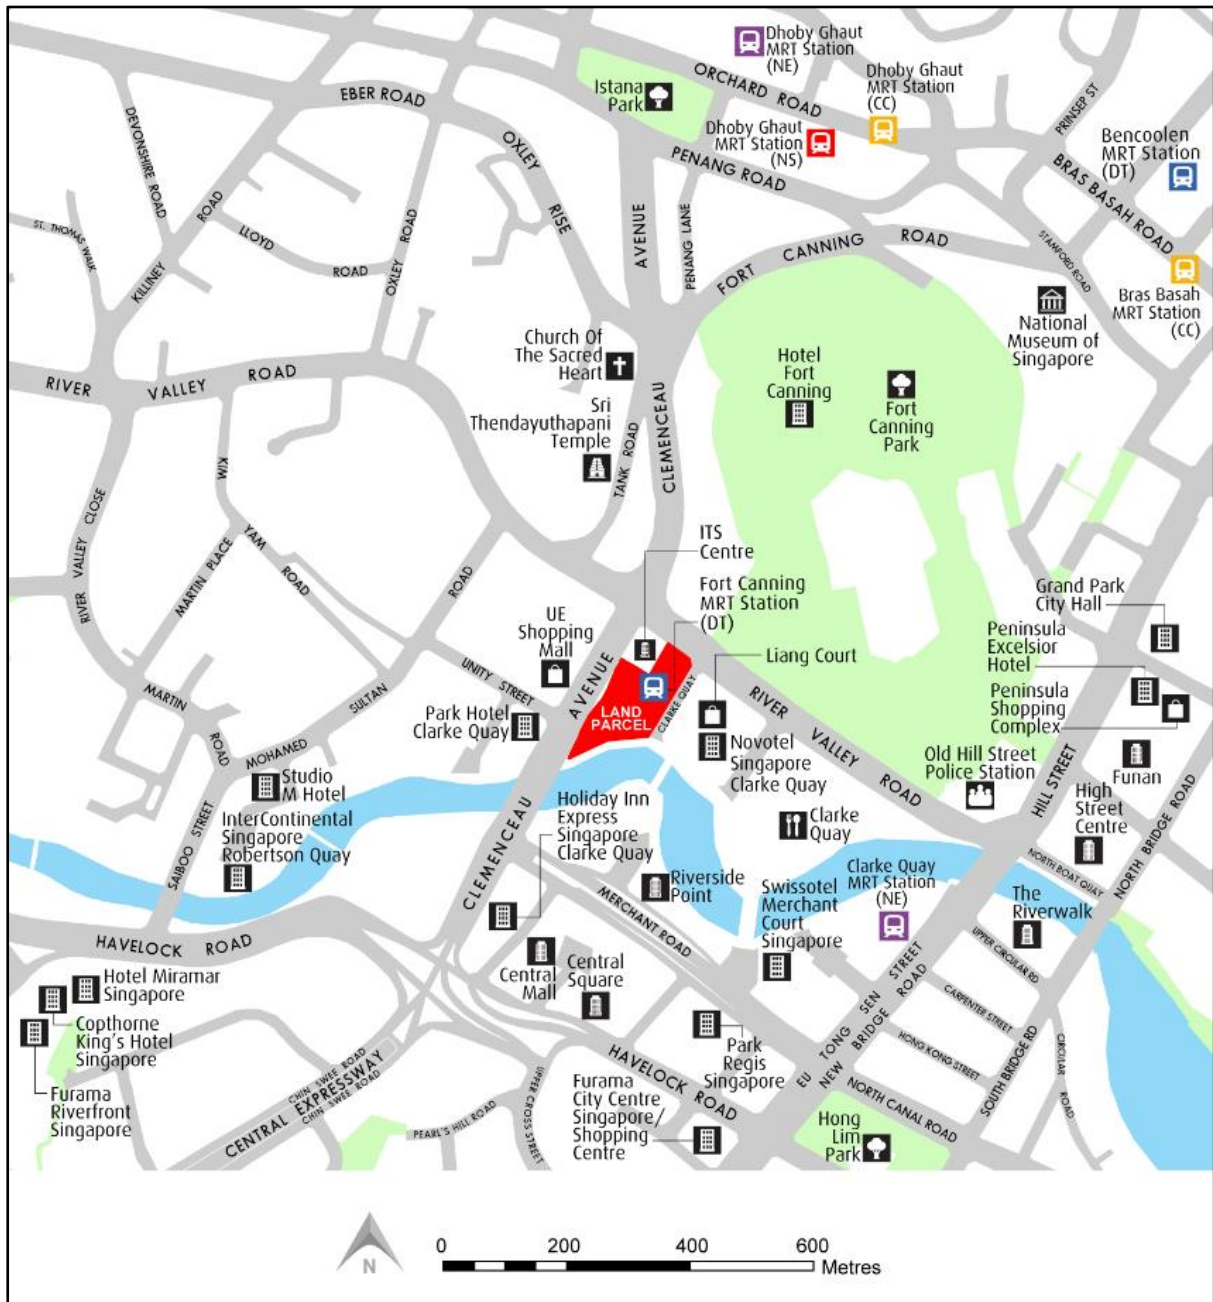 Dhoby Ghaut
MRT Station
(NE)
ORCHARD ROAD
Dhoby Ghaut
MRT Station
(CC)
Istana
Park
EBER ROAD
DEVONSHIRE ROAD
OXLEY
RISE
Dhoby Ghaut
MRT Station
(NS)
PENANG ROAD
PRINSEP ST
Bencoolen
MRT Station
(DT)
BRAS BASAH ROAD
ST. THOMAS WALK
KILLINEY
ROAD
LLOYD
ROAD
OXLEY ROAD
AVENUE
PENANG LANE
FORT CANNING ROAD
STAMFORD ROAD
Bras Basah
MRT Station
(CC)
National
Museum of
Singapore
Church Of
The Sacred
Heart
Hotel
Fort
Canning
Fort
Canning
Park
RIVER VALLEY ROAD
Sri
Thendayuthapani
Temple
TANK ROAD
CLEMENCEAU
KIM
YAM
ROAD
RIVER VALLEY CLOSE
MARTIN PLACE
ITS
Centre
Fort Canning
MRT Station
(DT)
Grand Park
City Hall
Peninsula
Excelsior
Hotel
Peninsula
Shopping
Complex
UE
Shopping
Mall
UNITY STREET
AVENUE
LAND
PARCEL
CLARKE QUAY
Liang Court
RIVER
VALLEY
ROAD
MARTIN
ROAD
MOHAMED
SULTAN
ROAD
Park Hotel
Clarke Quay
Novotel
Singapore
Clarke Quay
Old Hill Street
Police Station
HILL STREET
Funan
High
Street
Centre
NORTH BRIDGE ROAD
Studio
M Hotel
InterContinental
Singapore
Robertson Quay
SAIBOO STREET
Holiday Inn
Express
Singapore
Clarke Quay
CLEMENCEAU
Clarke
Quay
NORTH BOAT QUAY
Riverside
Point
MERCHANT ROAD
Swissotel
Merchant
Court
Singapore
Clarke Quay
MRT Station
(NE)
The
Riverwalk
HAVELOCK ROAD
Hotel Miramar
Singapore
Copthorne
King's Hotel
Singapore
Furama
Riverfront
Singapore
Central
Mall
Central
Square
UPPER CIRCULAR RD
CARPENTER STREET
HONG KONG STREET
EU TONG SEN STREET
NEW BRIDGE ROAD
SOUTH BRIDGE RD
CIRCULAR
ROAD
CHIN SWEE ROAD
CENTRAL EXPRESSWAY
CHIN SWEE ROAD
PEARL'S HILL ROAD
UPPER CROSS STREET
HAVELOCK ROAD
Park
Regis
Singapore
Furama
City Centre
Singapore/
Shopping
Centre
NORTH CANAL ROAD
Hong
Lim
Park
N
0 200 400 600
Metres